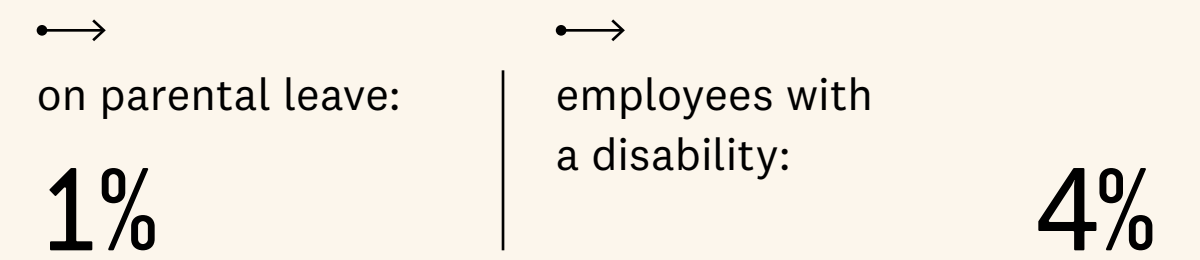 on parental leave:
1%
employees with
a disability:
4%